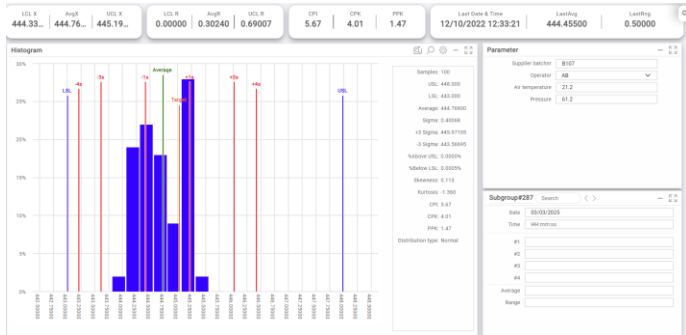 LCL X AvgX UCL X
444.33... 444.76... 445.19...
LCL R AvgR UCL R
0.00000 0.30240 0.69007
CPI CPK PPK
5.67 4.01 1.47
Last Date & Time LastAvg LastRng
12/10/2022 12:33:21 444.45500 0.50000
Histogram
30%
25%
20%
15%
10%
5%
0%
LSL
-4s
-3s
-1s
Average
Target
+1s
+3s
+4s
USL
Samples: 100
USL: 448.000
LSL: 443.000
Average: 444.76900
Sigma: 0.40068
+3 Sigma: 445.97105
-3 Sigma: 443.56695
%Above USL: 0.0000%
%Below LSL: 0.0005%
Skewness: 0.113
Kurtosis: -1.360
CPI: 5.67
CPK: 4.01
PPK: 1.47
Distribution type: Normal
Parameter
Supplier batcher 8107
Operator AB
Air temperature 21.2
Pressure 61.2
Subgroup#287 Search
Date 03/03/2025
Time HH:mm:ss
#1
#2
#3
#4
Average
Range